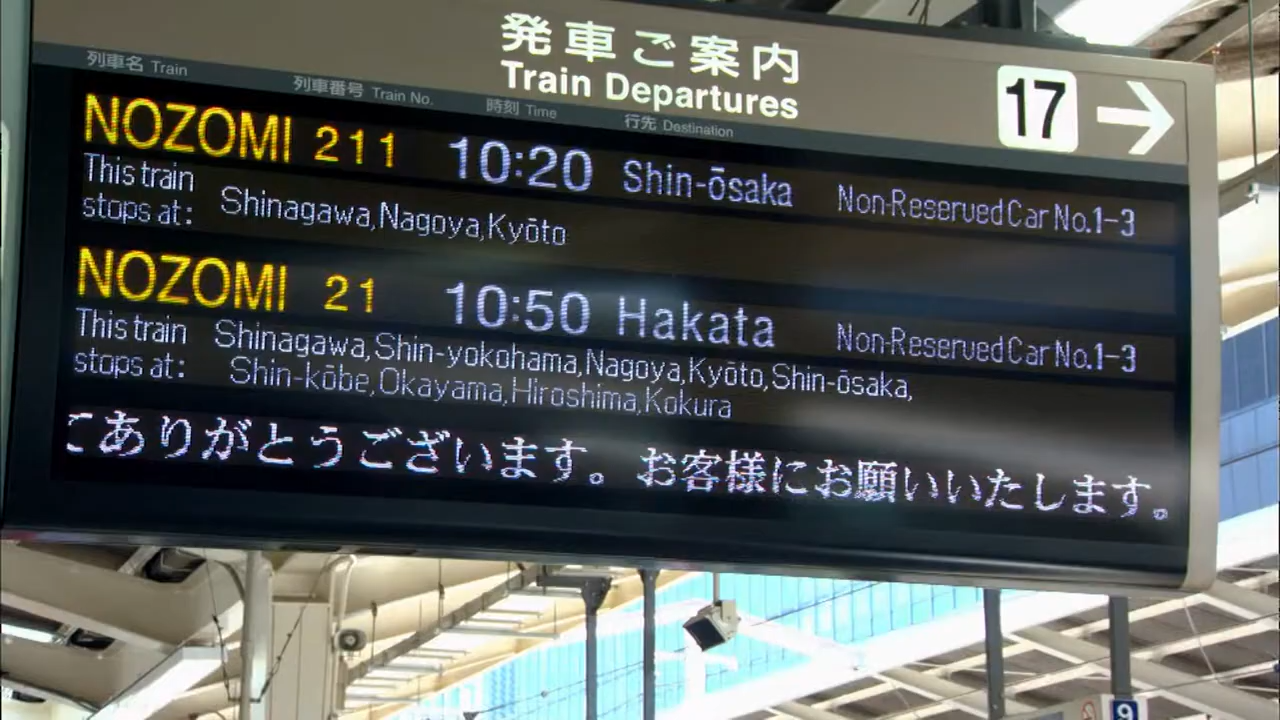 発車ご案内
Train Departures
17
列車名 Train 列車番号 Train No. 時刻 Time 行先 Destination
NOZOMI 211 10:20 Shin-ōsaka Non-Reserved Car No.1-3
This train stops at: Shinagawa,Nagoya,Kyōto
NOZOMI 21 10:50 Hakata Non-Reserved Car No.1-3
This train stops at: Shinagawa,Shin-yokohama,Nagoya,Kyōto,Shin-ōsaka,
Shin-kōbe,Okayama,Hiroshima,Kokura
てありがとうございます。 お客様にお願いいたします。
9